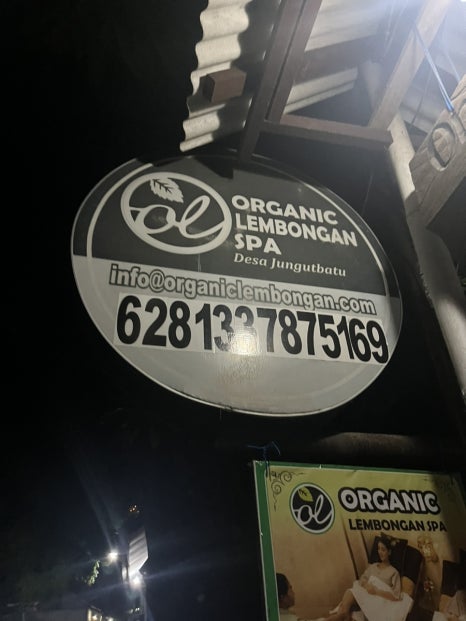 ol
ORGANIC
LEMBONGAN
SPA
Desa Jungutbatu
info@organiclembongan.com
6281337875169
ol
ORGANIC
LEMBONGAN SPA